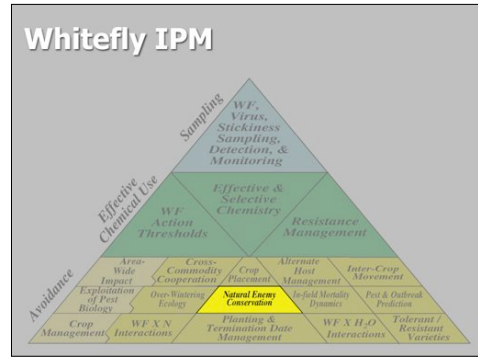 Whitefly IPM
Sampling
WF,
Virus,
Stickiness
Sampling,
Detection, &
Monitoring
Effective
Chemical Use
WF
Action
Thresholds
Effective &
Selective
Chemistry
Resistance
Management
Avoidance
Area-
Wide
Impact
Cross-
Commodity
Cooperation
Crop
Placement
Alternate
Host
Management
Inter-Crop
Movement
Exploitation
of Pest
Biology
Over-Wintering
Ecology
Natural Enemy
Conservation
In-field Mortality
Dynamics
Pest & Outbreak
Prediction
Crop
Management
WF X N
Interactions
Planting &
Termination Date
Management
WF X H2O
Interactions
Tolerant /
Resistant
Varieties